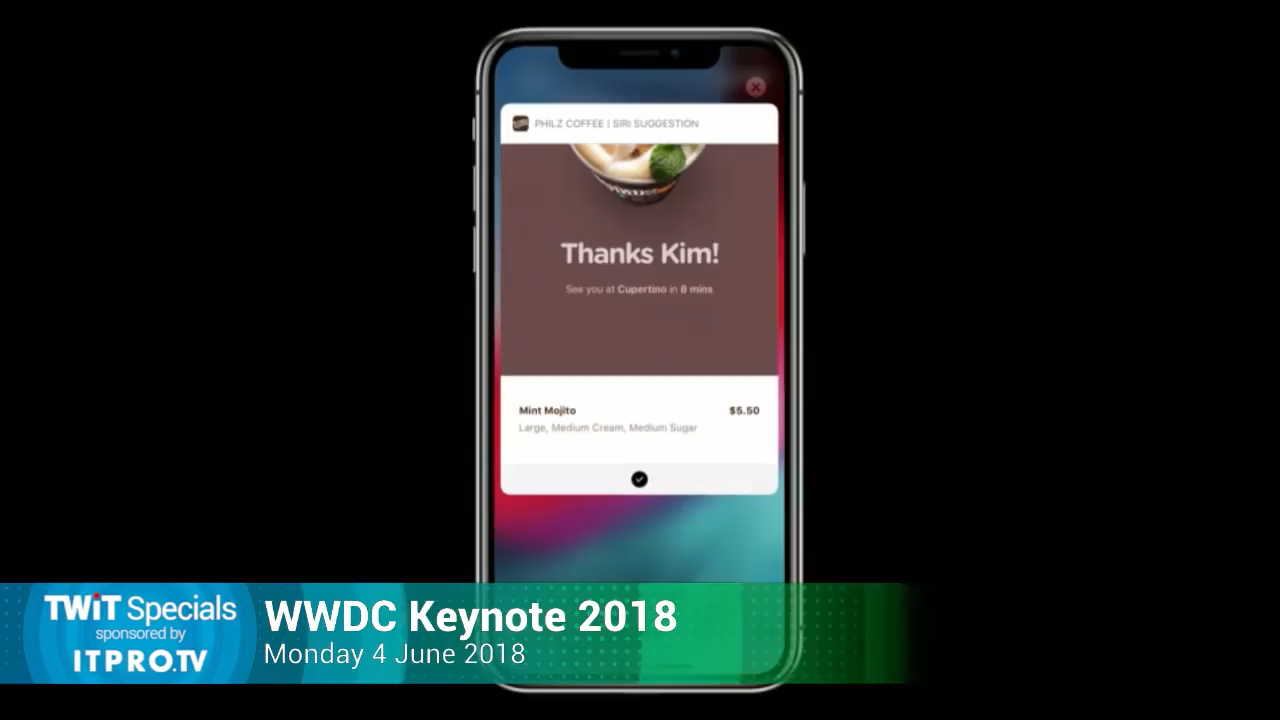 PHILZ COFFEE | SIRI SUGGESTION
Thanks Kim!
See you at Cupertino in 8 mins
Mint Mojito $5.50
Large, Medium Cream, Medium Sugar
TWiT Specials
sponsored by
ITPRO.TV
WWDC Keynote 2018
Monday 4 June 2018